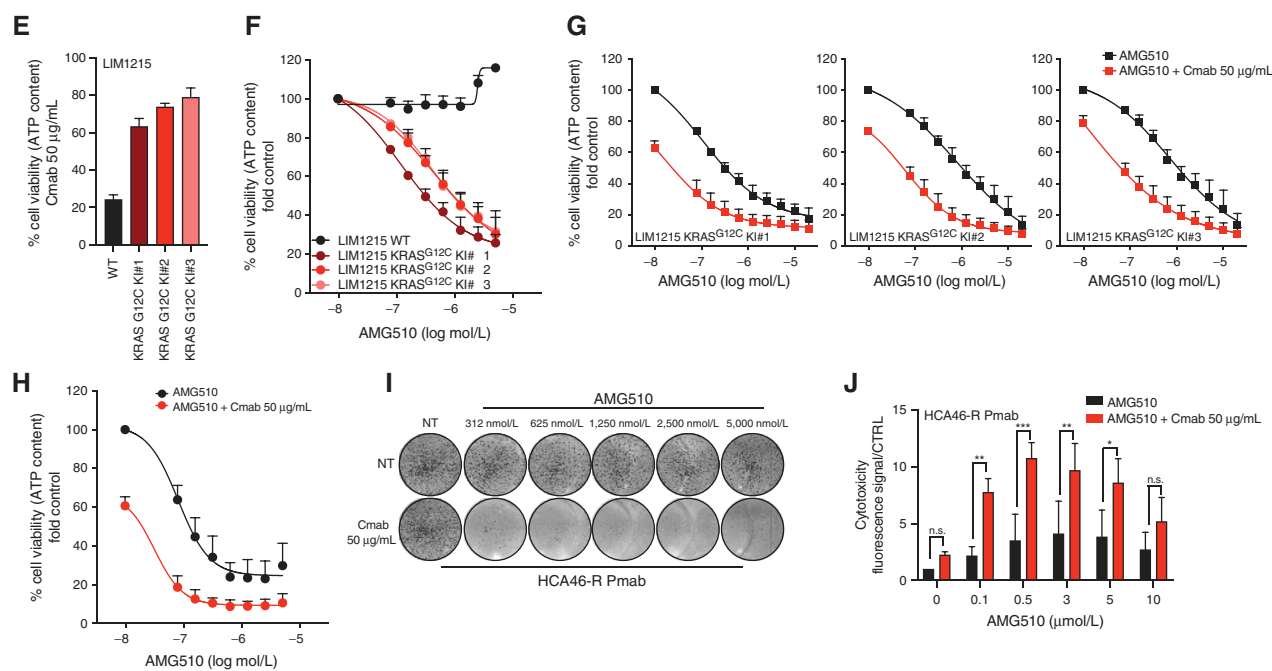 E
LIM1215
% cell viability (ATP content)
Cmab 50 µg/mL
100
80
60
40
20
0
WT
KRAS G12C KI#1
KRAS G12C KI#2
KRAS G12C KI#3
F
% cell viability (ATP content)
fold control
120
100
80
60
40
20
0
LIM1215 WT
LIM1215 KRASG12C KI# 1
LIM1215 KRASG12C KI# 2
LIM1215 KRASG12C KI# 3
−8
−7
−6
−5
AMG510 (log mol/L)
G
AMG510
AMG510 + Cmab 50 µg/mL
% cell viability (ATP content)
fold control
120
100
80
60
40
20
0
LIM1215 KRASG12C KI#1
−8
−7
−6
−5
AMG510 (log mol/L)
120
100
80
60
40
20
0
LIM1215 KRASG12C KI#2
−8
−7
−6
−5
AMG510 (log mol/L)
120
100
80
60
40
20
0
LIM1215 KRASG12C KI#3
−8
−7
−6
−5
AMG510 (log mol/L)
H
AMG510
AMG510 + Cmab 50 µg/mL
% cell viability (ATP content)
fold control
120
100
80
60
40
20
0
−8
−7
−6
−5
AMG510 (log mol/L)
I
AMG510
NT
312 nmol/L
625 nmol/L
1,250 nmol/L
2,500 nmol/L
5,000 nmol/L
NT
Cmab
50 µg/mL
HCA46-R Pmab
J
AMG510
AMG510 + Cmab 50 µg/mL
HCA46-R Pmab
Cytotoxicity
fluorescence signal/CTRL
15
10
5
0
n.s.
**
***
**
*
n.s.
0
0.1
0.5
3
5
10
AMG510 (µmol/L)